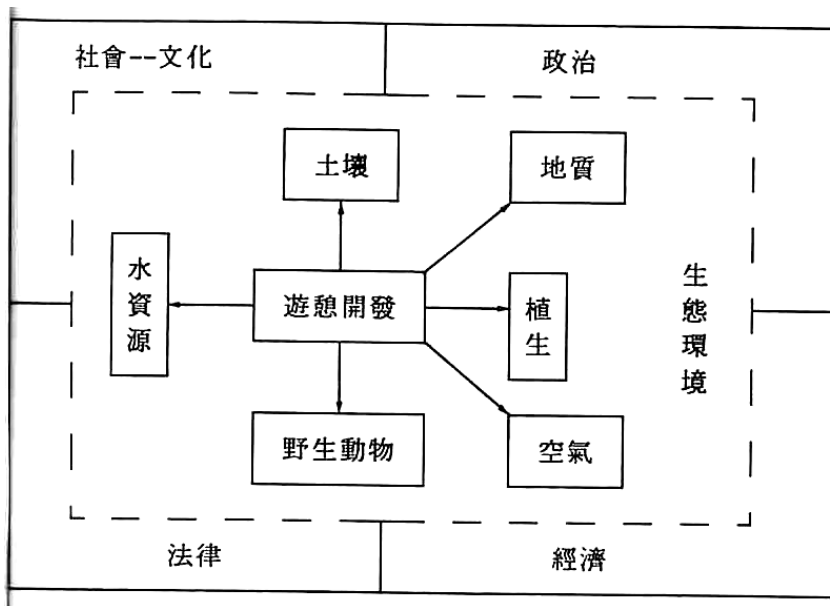 社會--文化
政治
土壤
地質
水資源
遊憩開發
植生
生態環境
野生動物
空氣
法律
經濟